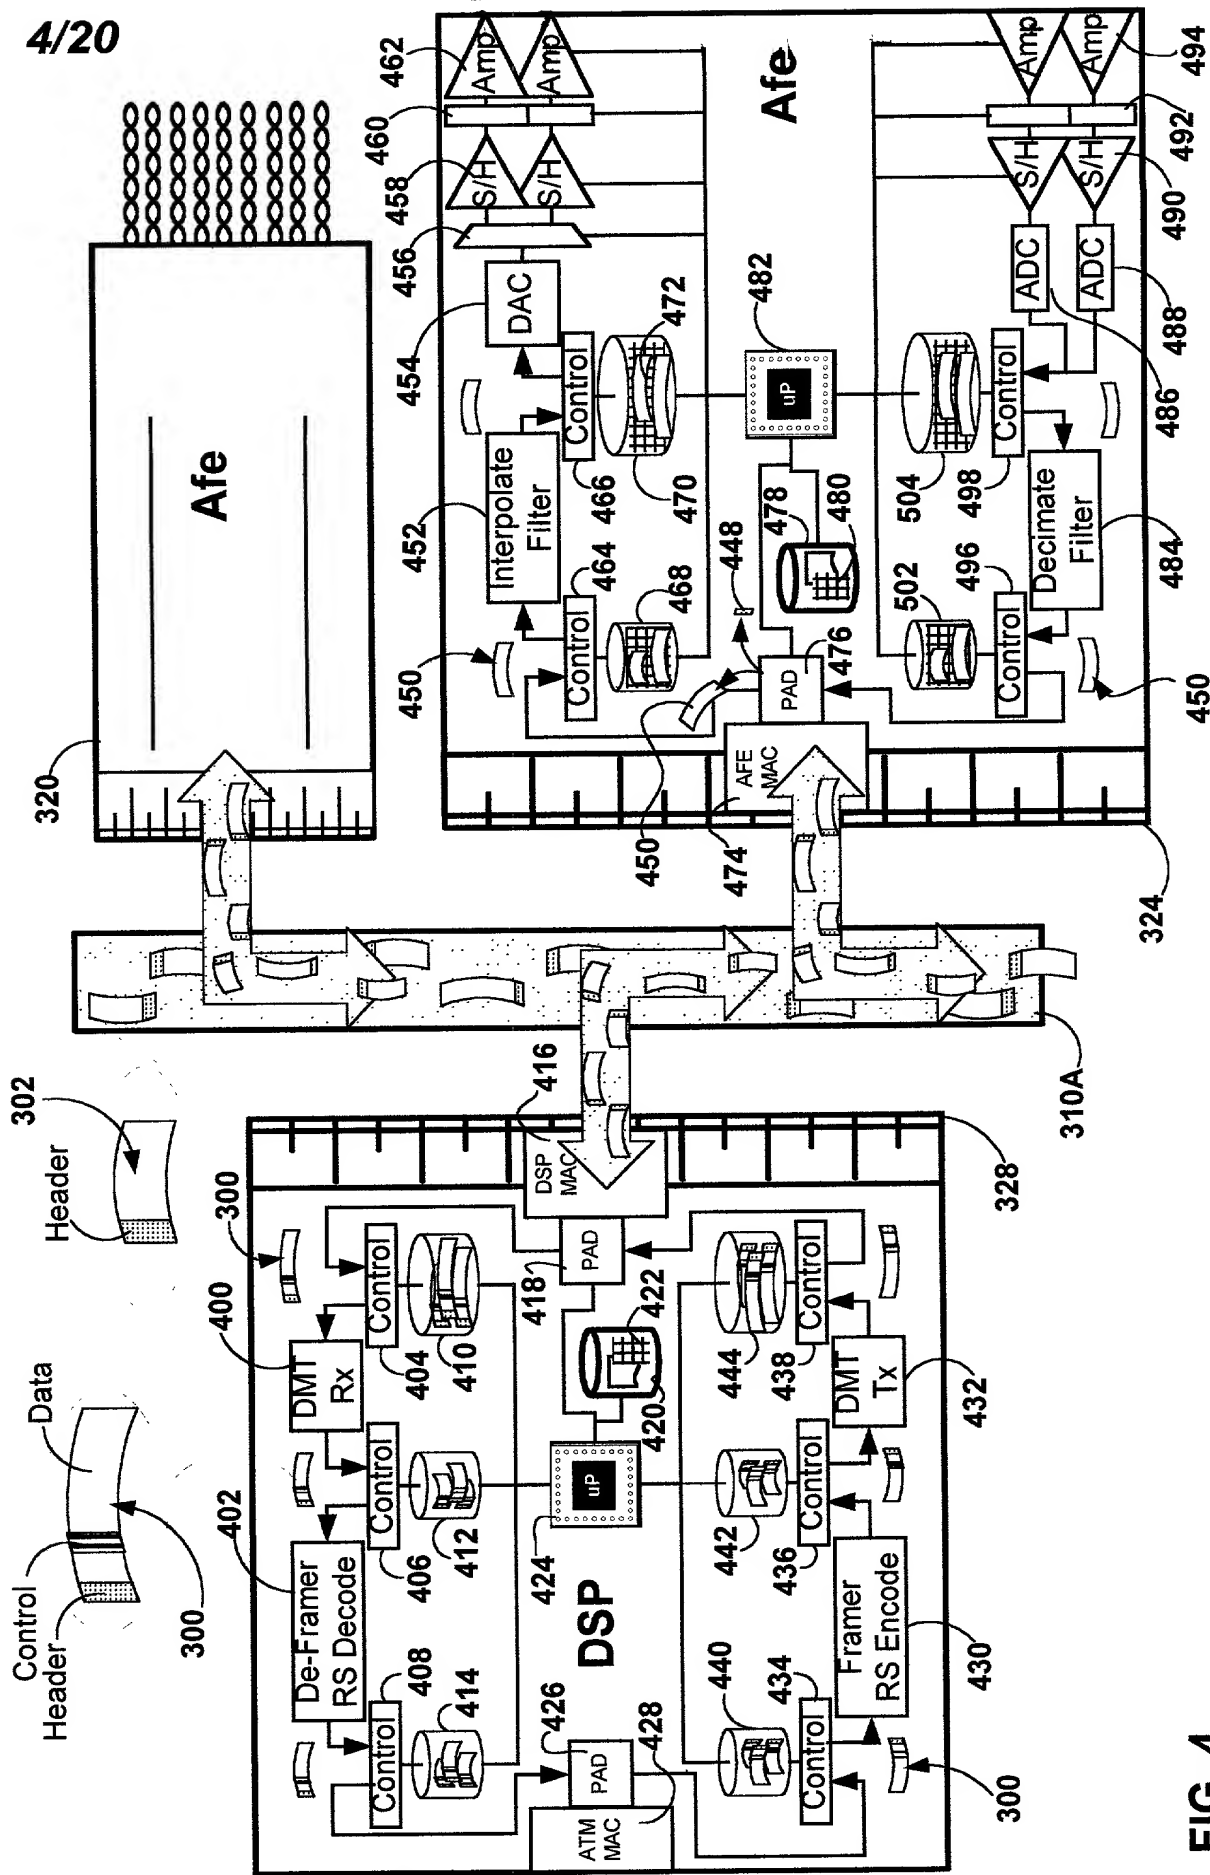 4/20
FIG. 4
Header
302
Control
Header
Data
300
320
Afe
310A
DSP
328
DSP
MAC
416
PAD
418
300
400
DMT
Rx
Control
404
410
402
De-Framer
RS Decode
Control
406
412
Control
408
414
422
420
uP
424
PAD
426
ATM
MAC
428
Control
434
440
Framer
RS Encode
430
Control
436
442
DMT
Tx
432
Control
438
444
300
Afe
324
AFE
MAC
474
PAD
476
450
448
450
Control
464
468
Interpolate
Filter
452
Control
466
470
472
DAC
454
456
S/H
S/H
458
460
Amp
Amp
462
478
480
uP
482
502
Control
496
450
Decimate
Filter
484
504
Control
498
ADC
486
ADC
488
S/H
S/H
490
492
Amp
Amp
494